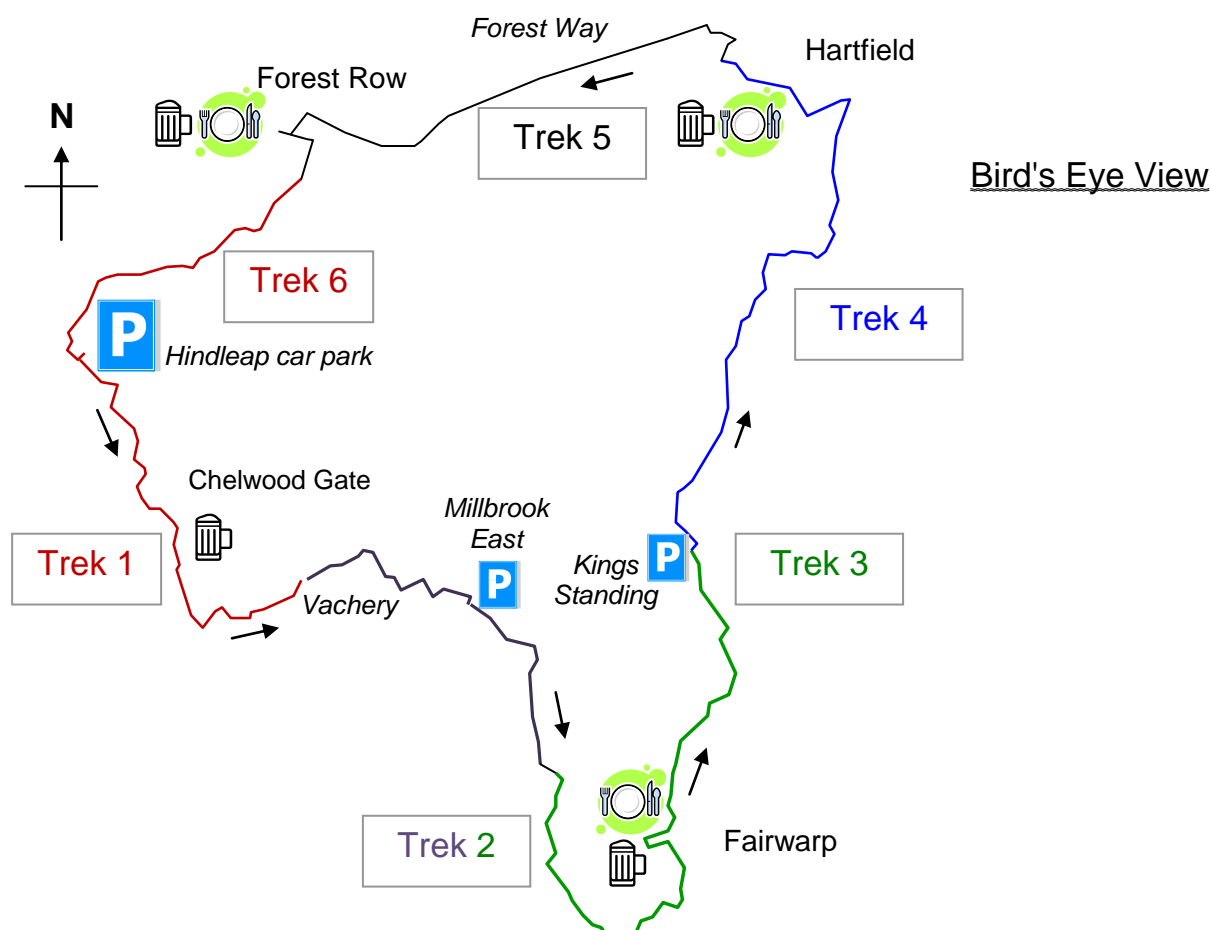 Forest Way
Hartfield
Forest Row
N
Trek 5
Bird's Eye View
Trek 6
P
Hindleap car park
Trek 4
Chelwood Gate
Millbrook
East
P
Trek 1
Kings
Standing
P
Trek 3
Vachery
Trek 2
Fairwarp